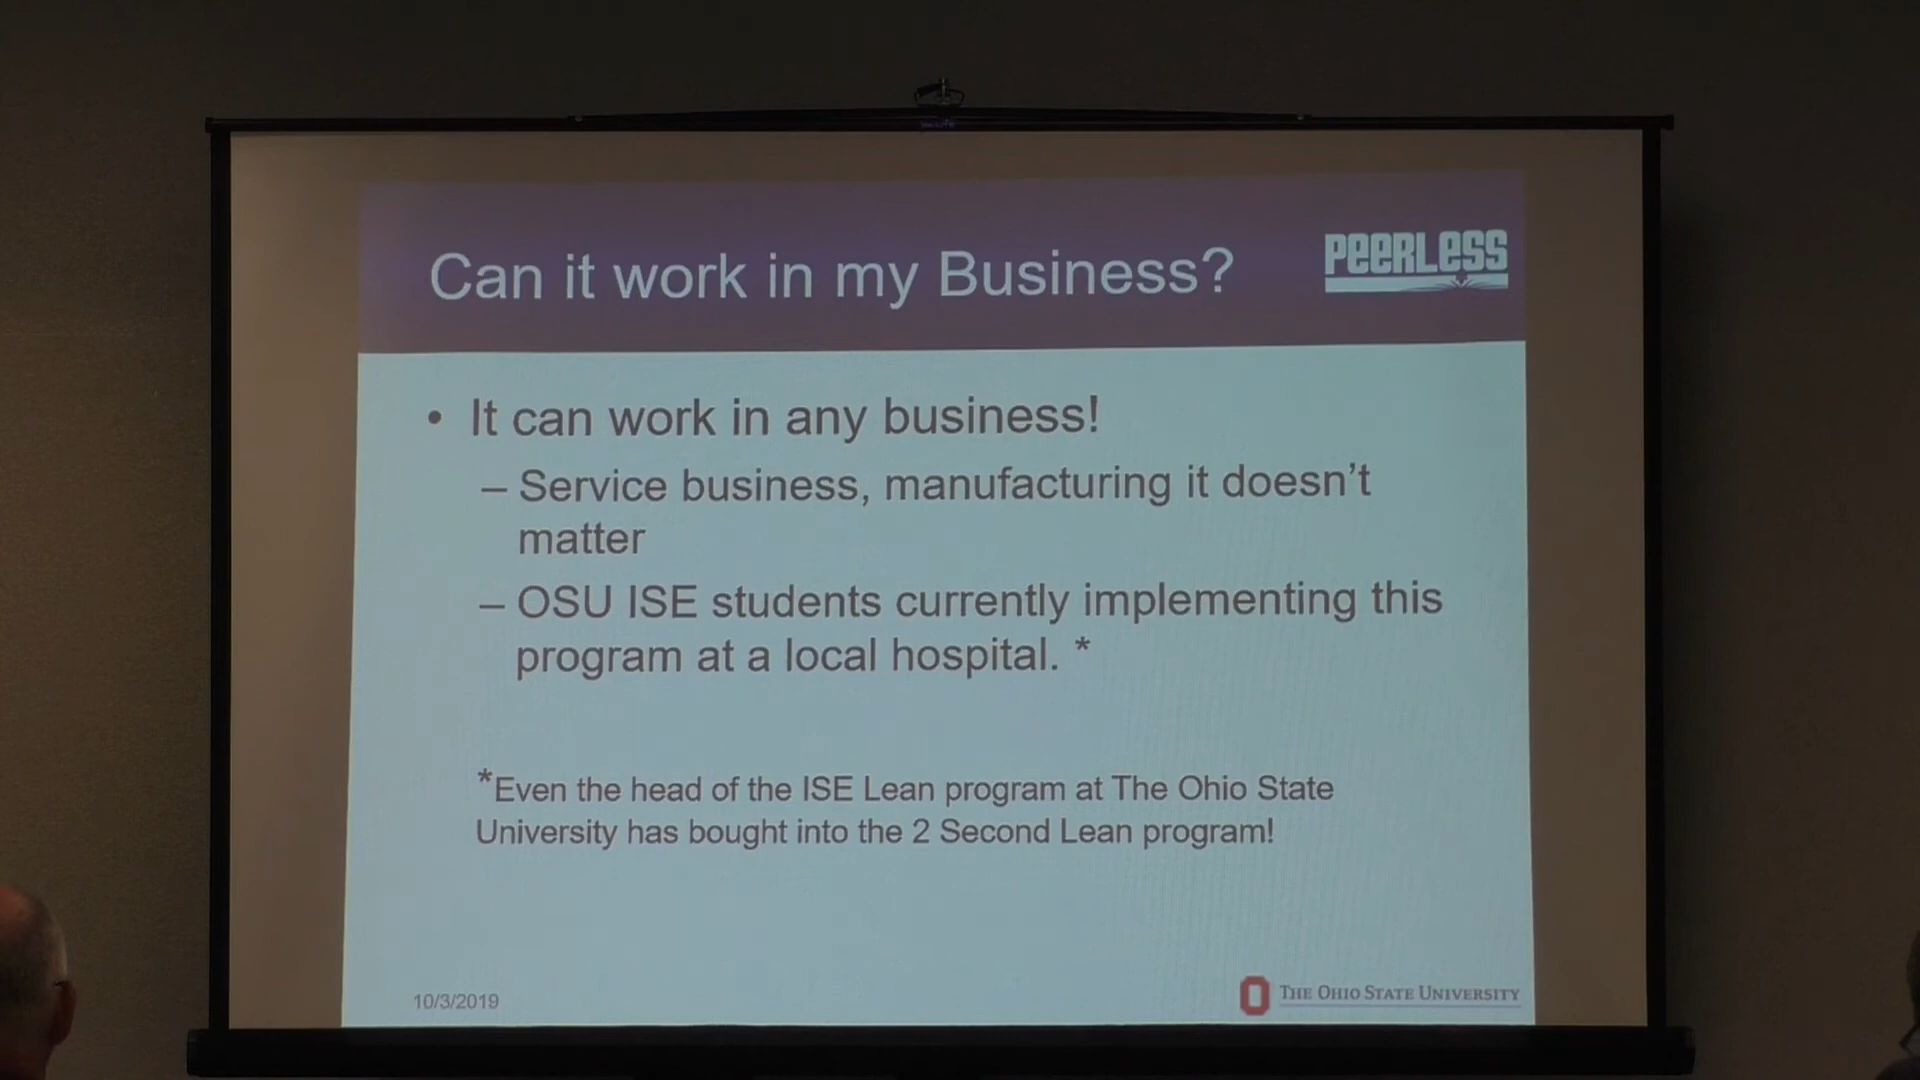 Can it work in my Business?
PEERLESS
• It can work in any business!
– Service business, manufacturing it doesn’t
matter
– OSU ISE students currently implementing this
program at a local hospital. *
*Even the head of the ISE Lean program at The Ohio State
University has bought into the 2 Second Lean program!
10/3/2019
THE OHIO STATE UNIVERSITY